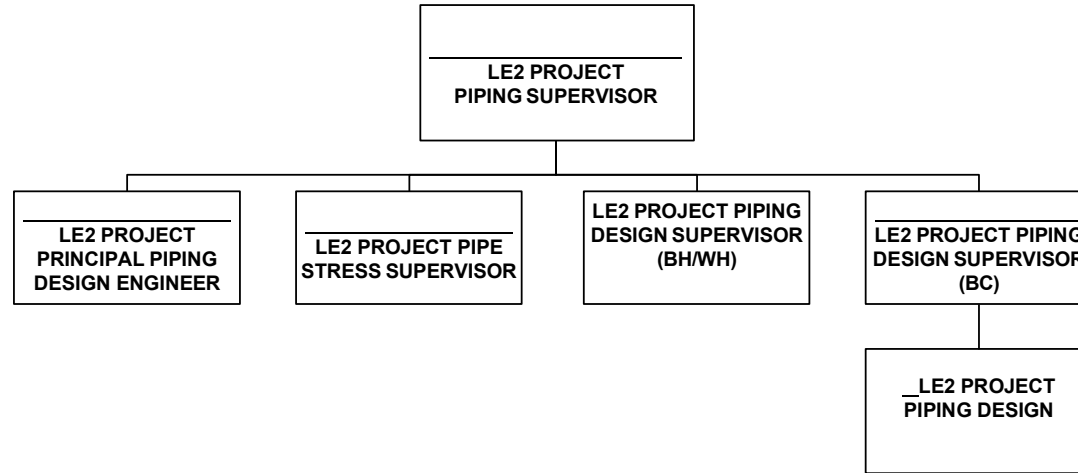 LE2 PROJECT
PIPING SUPERVISOR
LE2 PROJECT
PRINCIPAL PIPING
DESIGN ENGINEER
LE2 PROJECT PIPE
STRESS SUPERVISOR
LE2 PROJECT PIPING
DESIGN SUPERVISOR
(BH/WH)
LE2 PROJECT PIPING
DESIGN SUPERVISOR
(BC)
_LE2 PROJECT
PIPING DESIGN